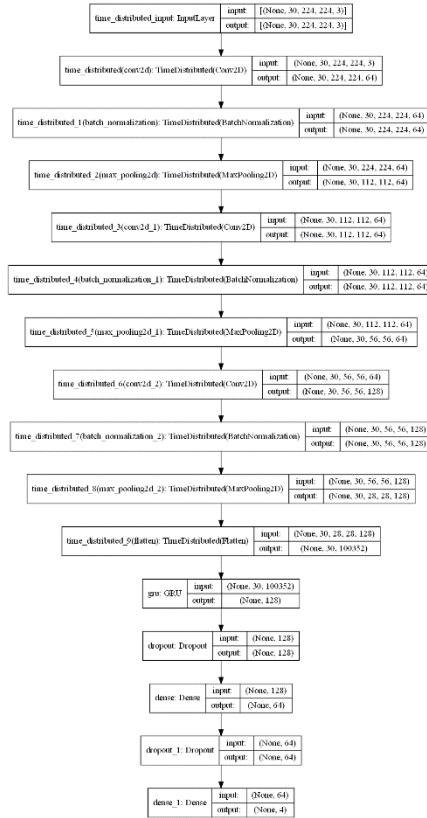 time_distributed_input: InputLayer input: [(None, 30, 224, 224, 3)]
output: [(None, 30, 224, 224, 3)]
time_distributed(conv2d): TimeDistributed(Conv2D) input: (None, 30, 224, 224, 3)
output: (None, 30, 224, 224, 64)
time_distributed_1(batch_normalization): TimeDistributed(BatchNormalization) input: (None, 30, 224, 224, 64)
output: (None, 30, 224, 224, 64)
time_distributed_2(max_pooling2d): TimeDistributed(MaxPooling2D) input: (None, 30, 224, 224, 64)
output: (None, 30, 112, 112, 64)
time_distributed_3(conv2d_1): TimeDistributed(Conv2D) input: (None, 30, 112, 112, 64)
output: (None, 30, 112, 112, 64)
time_distributed_4(batch_normalization_1): TimeDistributed(BatchNormalization) input: (None, 30, 112, 112, 64)
output: (None, 30, 112, 112, 64)
time_distributed_5(max_pooling2d_1): TimeDistributed(MaxPooling2D) input: (None, 30, 112, 112, 64)
output: (None, 30, 56, 56, 64)
time_distributed_6(conv2d_2): TimeDistributed(Conv2D) input: (None, 30, 56, 56, 64)
output: (None, 30, 56, 56, 128)
time_distributed_7(batch_normalization_2): TimeDistributed(BatchNormalization) input: (None, 30, 56, 56, 128)
output: (None, 30, 56, 56, 128)
time_distributed_8(max_pooling2d_2): TimeDistributed(MaxPooling2D) input: (None, 30, 56, 56, 128)
output: (None, 30, 28, 28, 128)
time_distributed_9(flatten): TimeDistributed(Flatten) input: (None, 30, 28, 28, 128)
output: (None, 30, 100352)
gru: GRU input: (None, 30, 100352)
output: (None, 128)
dropout: Dropout input: (None, 128)
output: (None, 128)
dense: Dense input: (None, 128)
output: (None, 64)
dropout_1: Dropout input: (None, 64)
output: (None, 64)
dense_1: Dense input: (None, 64)
output: (None, 4)